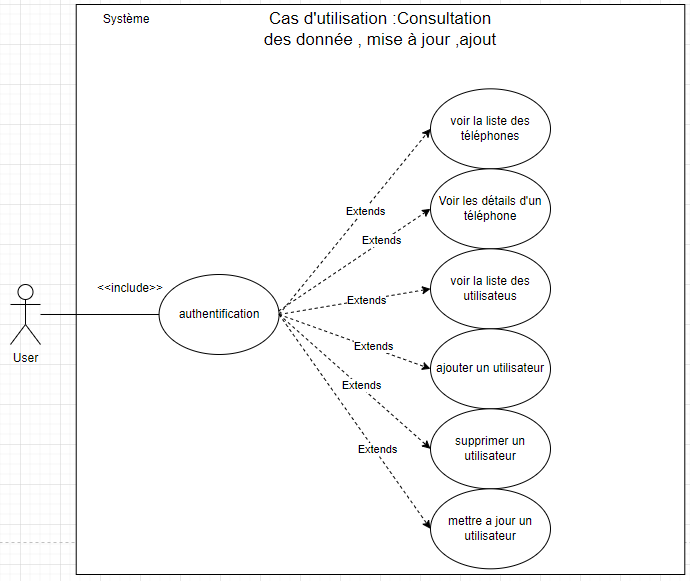 Système
Cas d'utilisation :Consultation
des donnée , mise à jour ,ajout
voir la liste des
téléphones
Extends
Voir les détails d'un
téléphone
Extends
<<include>>
voir la liste des
utilisateus
Extends
authentification
User
Extends
ajouter un utilisateur
Extends
supprimer un
utilisateur
Extends
mettre a jour un
utilisateur